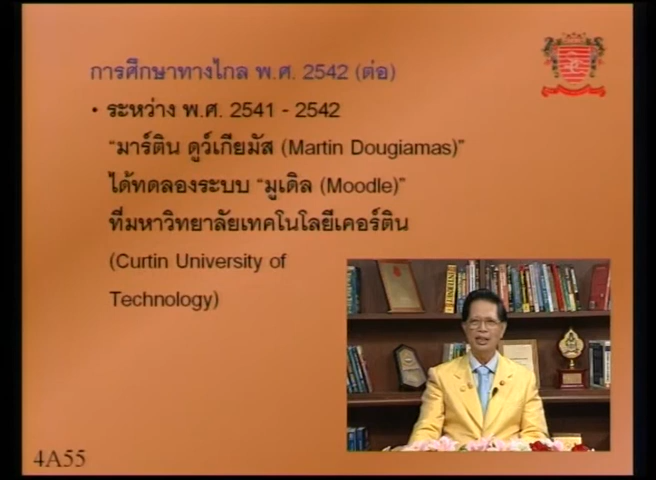 การศึกษาทางไกล พ.ศ. 2542 (ต่อ)
• ระหว่าง พ.ศ. 2541 - 2542
“มาร์ติน ดูว์เกียมัส (Martin Dougiamas)”
ได้ทดลองระบบ “มูเดิล (Moodle)”
ที่มหาวิทยาลัยเทคโนโลยีเคอร์ติน
(Curtin University of
Technology)
4A55